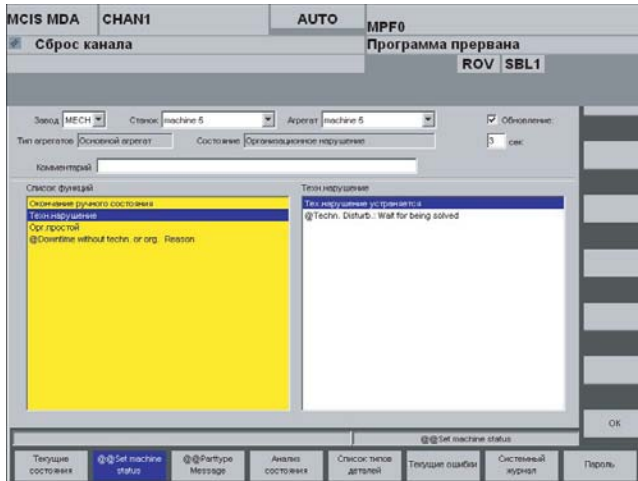 MCIS MDA CHAN1 AUTO MPF0
Сброс канала Программа прервана
ROV SBL1
Завод MECH Станок machine 5 Агрегат machine 5 Обновление:
Тип агрегатов Основной агрегат Состояние Организационное нарушение 3 сек
Комментарий
Список функций Техн.нарушение
Окончание ручного состояния Тех.нарушение устраняется
Техн.нарушение @Techn. Disturb.: Wait for being solved
Орг.простой
@Downtime without techn. or org. Reason
OK
@@Set machine status
Текущие состояния @@Set machine status @@Parttype Message Анализ состояния Список типов деталей Текущие ошибки Системный журнал Пароль